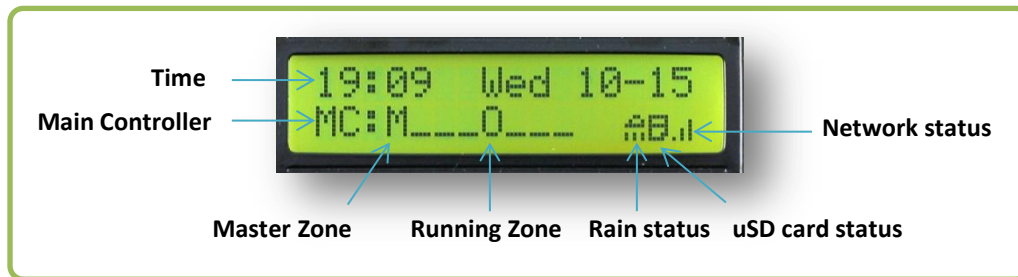 Time
19:09 Wed 10-15
Main Controller
MC:M___O___
Network status
Master Zone
Running Zone
Rain status
uSD card status